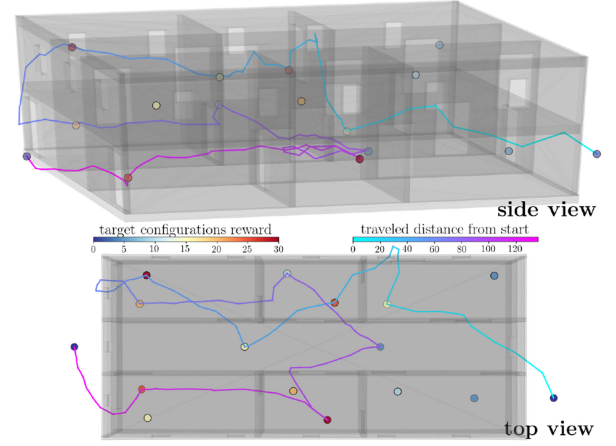 side view
target configurations reward
0 5 10 15 20 25 30
traveled distance from start
0 20 40 60 80 100 120
top view